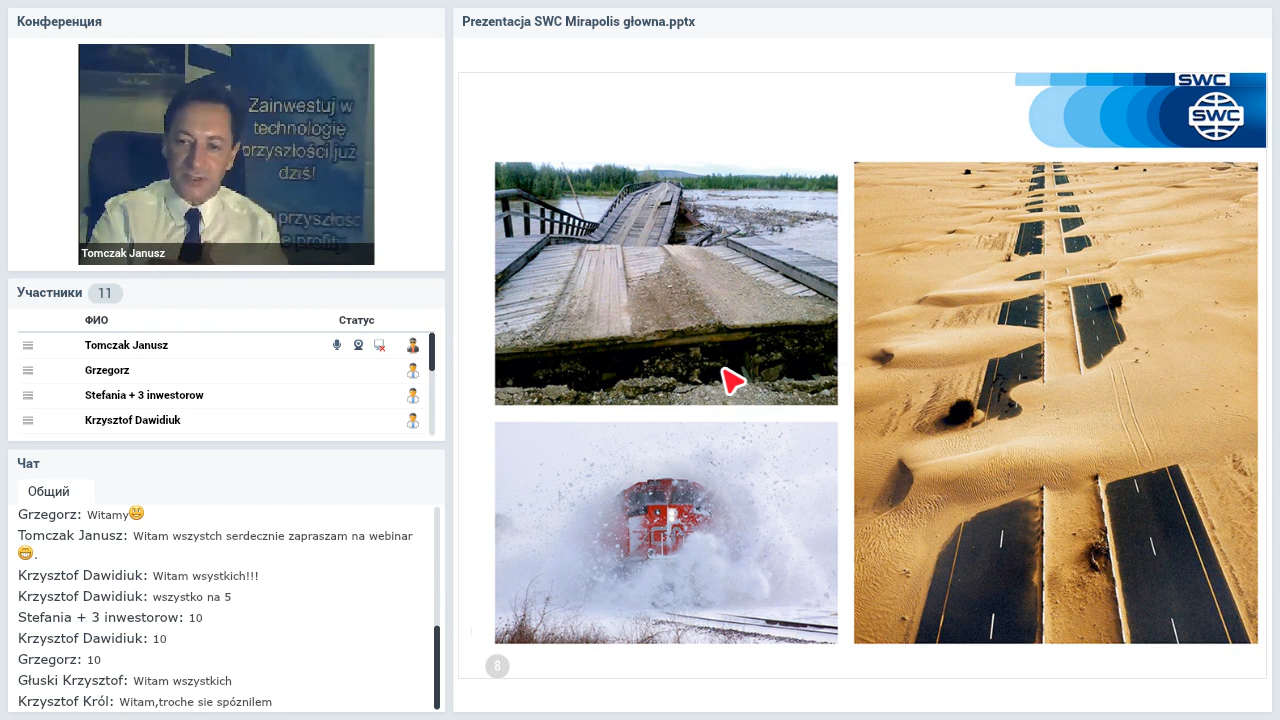 Конференция
Zainwestuj w
technologię
przyszłości już
dziś!
Tomczak Janusz
Участники 11
ФИО Статус
Tomczak Janusz
Grzegorz
Stefania + 3 inwestorow
Krzysztof Dawidiuk
Чат
Общий
Grzegorz: Witamy
Tomczak Janusz: Witam wszystch serdecznie zapraszam na webinar
.
Krzysztof Dawidiuk: Witam wsystkich!!!
Krzysztof Dawidiuk: wszystko na 5
Stefania + 3 inwestorow: 10
Krzysztof Dawidiuk: 10
Grzegorz: 10
Głuski Krzysztof: Witam wszystkich
Krzysztof Król: Witam,troche sie spóznilem
Prezentacja SWC Mirapolis głowna.pptx
SWC
SWC
8